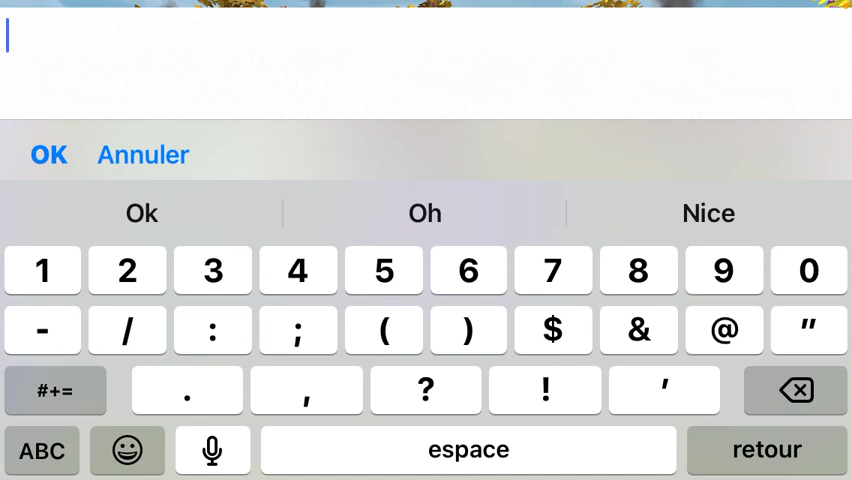 OK Annuler
Ok Oh Nice
1 2 3 4 5 6 7 8 9 0
- / : ; ( ) $ & @ "
#+= . , ? ! '
ABC espace retour